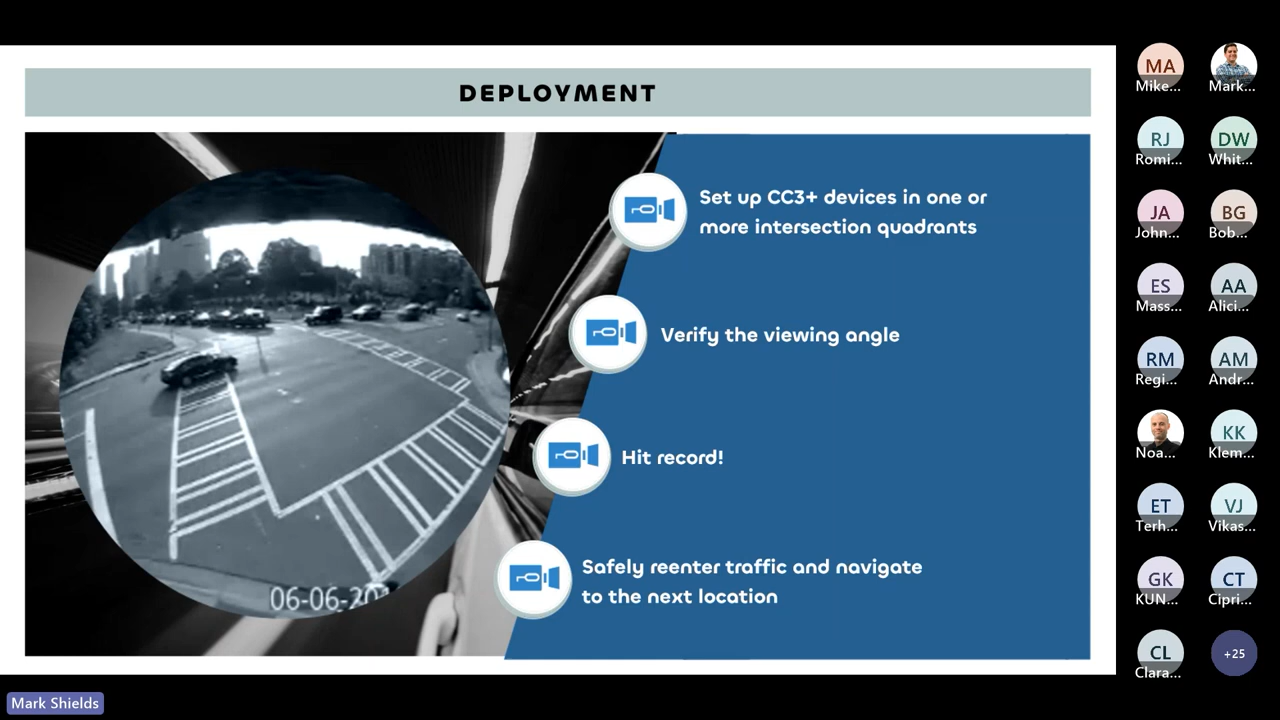 DEPLOYMENT
Set up CC3+ devices in one or
more intersection quadrants
Verify the viewing angle
Hit record!
Safely reenter traffic and navigate
to the next location
06-06-201
Mark Shields
MA
Mike...
Mark...
RJ
Romi...
DW
Whit...
JA
John...
BG
Bob...
ES
Mass...
AA
Alici...
RM
Regi...
AM
Andr...
Noa...
KK
Klem...
ET
Terh...
VJ
Vikas...
GK
KUN...
CT
Cipri...
CL
Clara...
+25